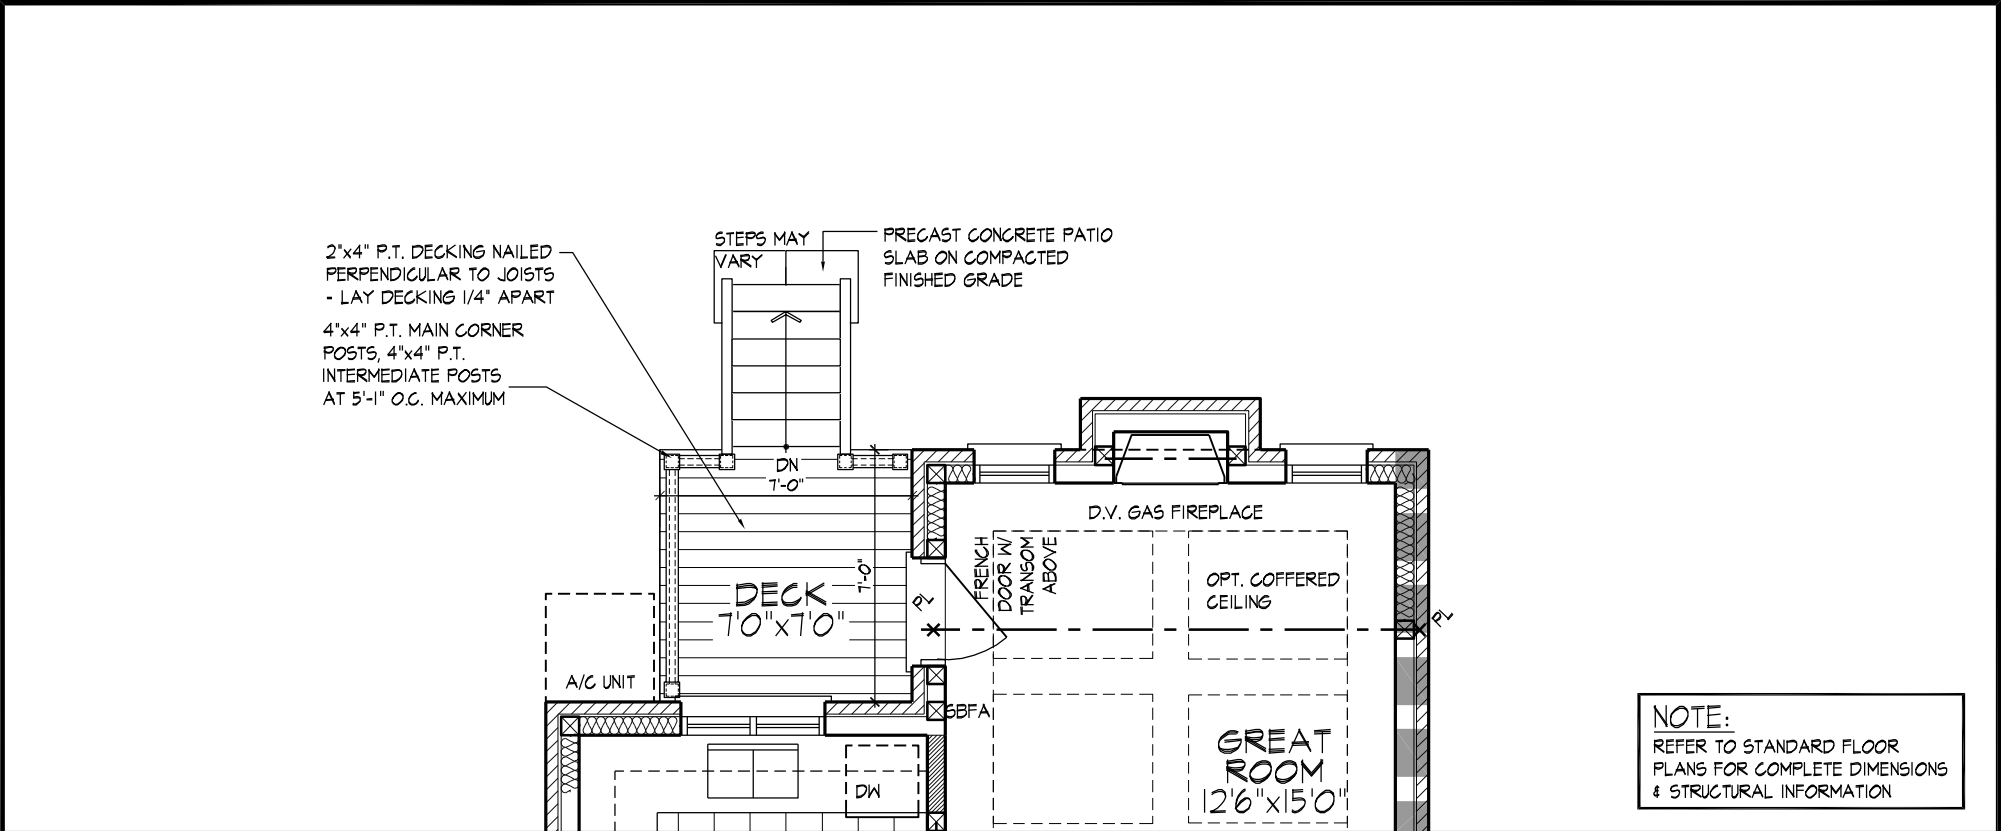 STEPS MAY
VARY
PRECAST CONCRETE PATIO
SLAB ON COMPACTED
FINISHED GRADE
2"x4" P.T. DECKING NAILED
PERPENDICULAR TO JOISTS
- LAY DECKING 1/4" APART
4"x4" P.T. MAIN CORNER
POSTS, 4"x4" P.T.
INTERMEDIATE POSTS
AT 5'-1" O.C. MAXIMUM
DN
7'-0"
7'-0"
DECK
7'0"x7'0"
PL
A/C UNIT
D.V. GAS FIREPLACE
FRENCH
DOOR W/
TRANSOM
ABOVE
OPT. COFFERED
CEILING
PL
SBFA
GREAT
ROOM
12'6"x15'0"
DW
NOTE:
REFER TO STANDARD FLOOR
PLANS FOR COMPLETE DIMENSIONS
& STRUCTURAL INFORMATION